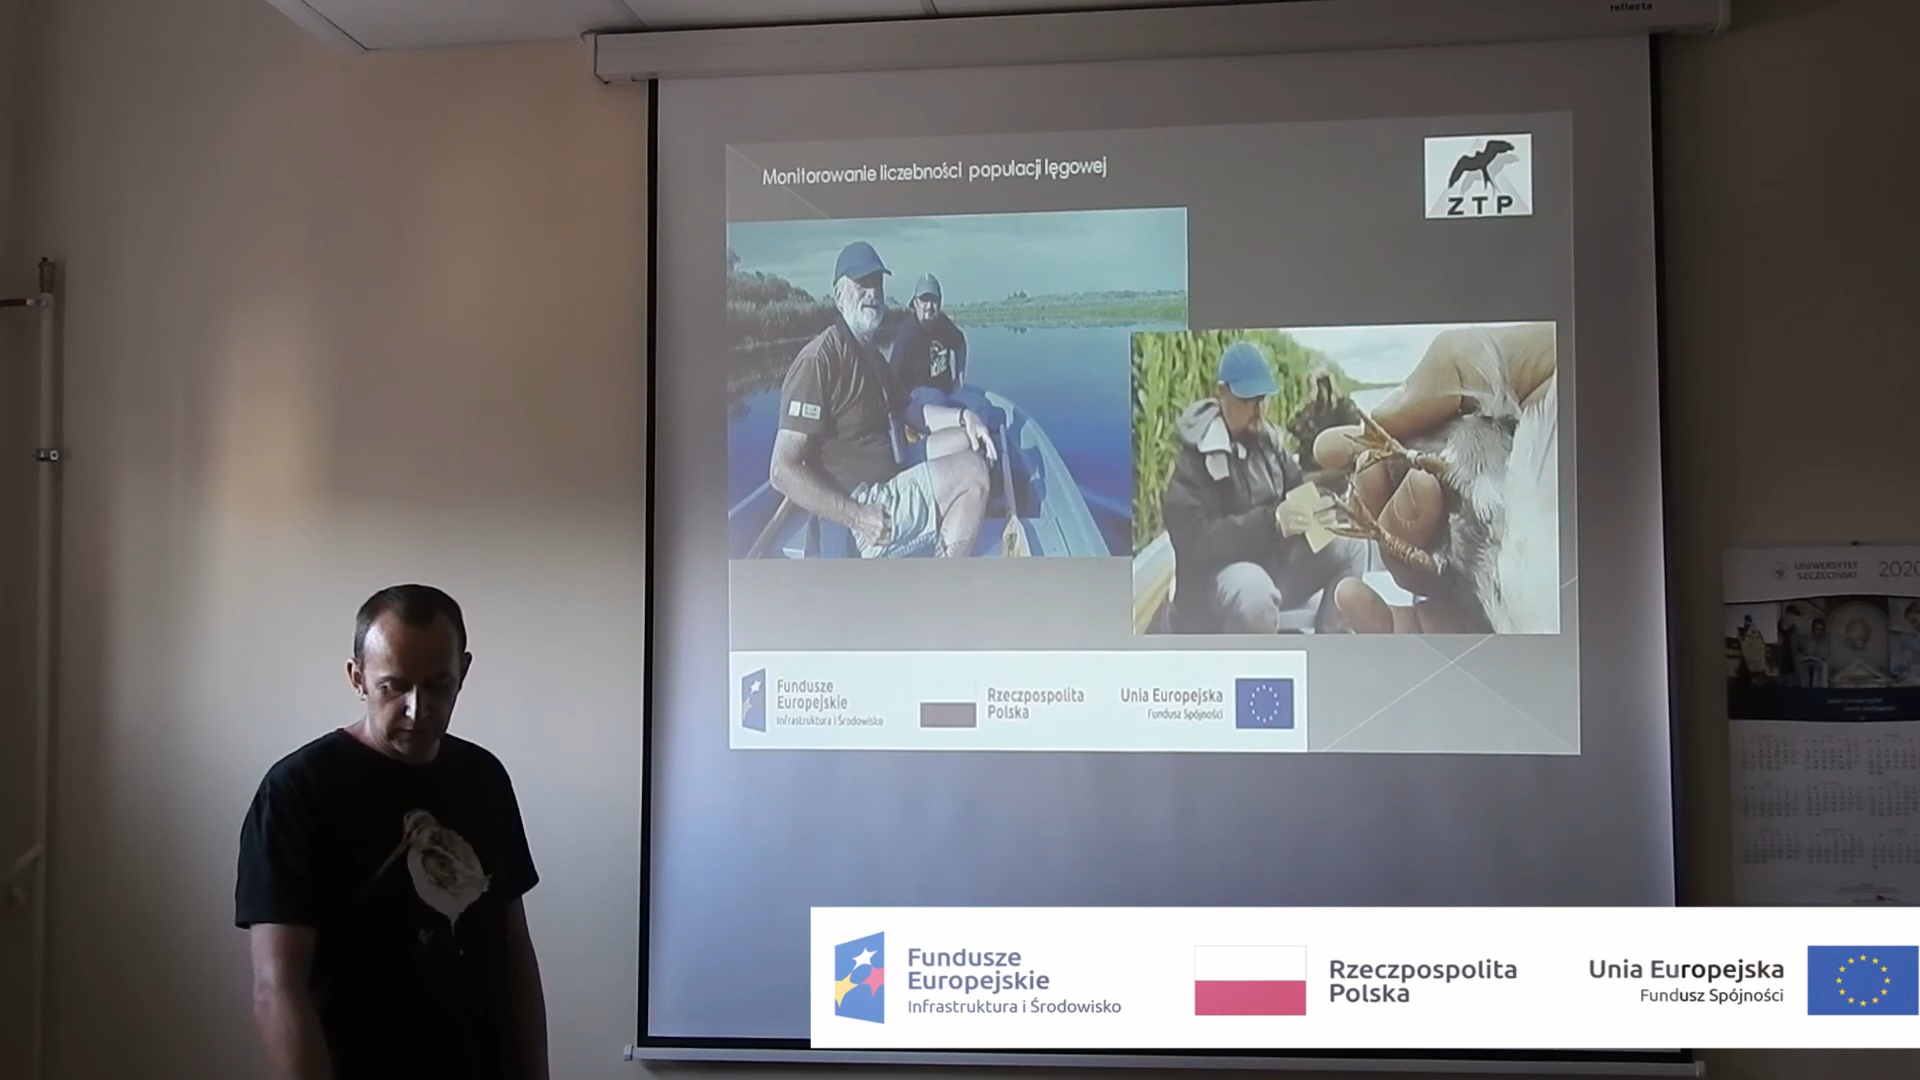 reflecta
Monitorowanie liczebności populacji lęgowej
ZTP
Fundusze
Europejskie
Infrastruktura i Środowisko
Rzeczpospolita
Polska
Unia Europejska
Fundusz Spójności
UNIWERSYTET
SZCZECIŃSKI
2020
Fundusze
Europejskie
Infrastruktura i Środowisko
Rzeczpospolita
Polska
Unia Europejska
Fundusz Spójności